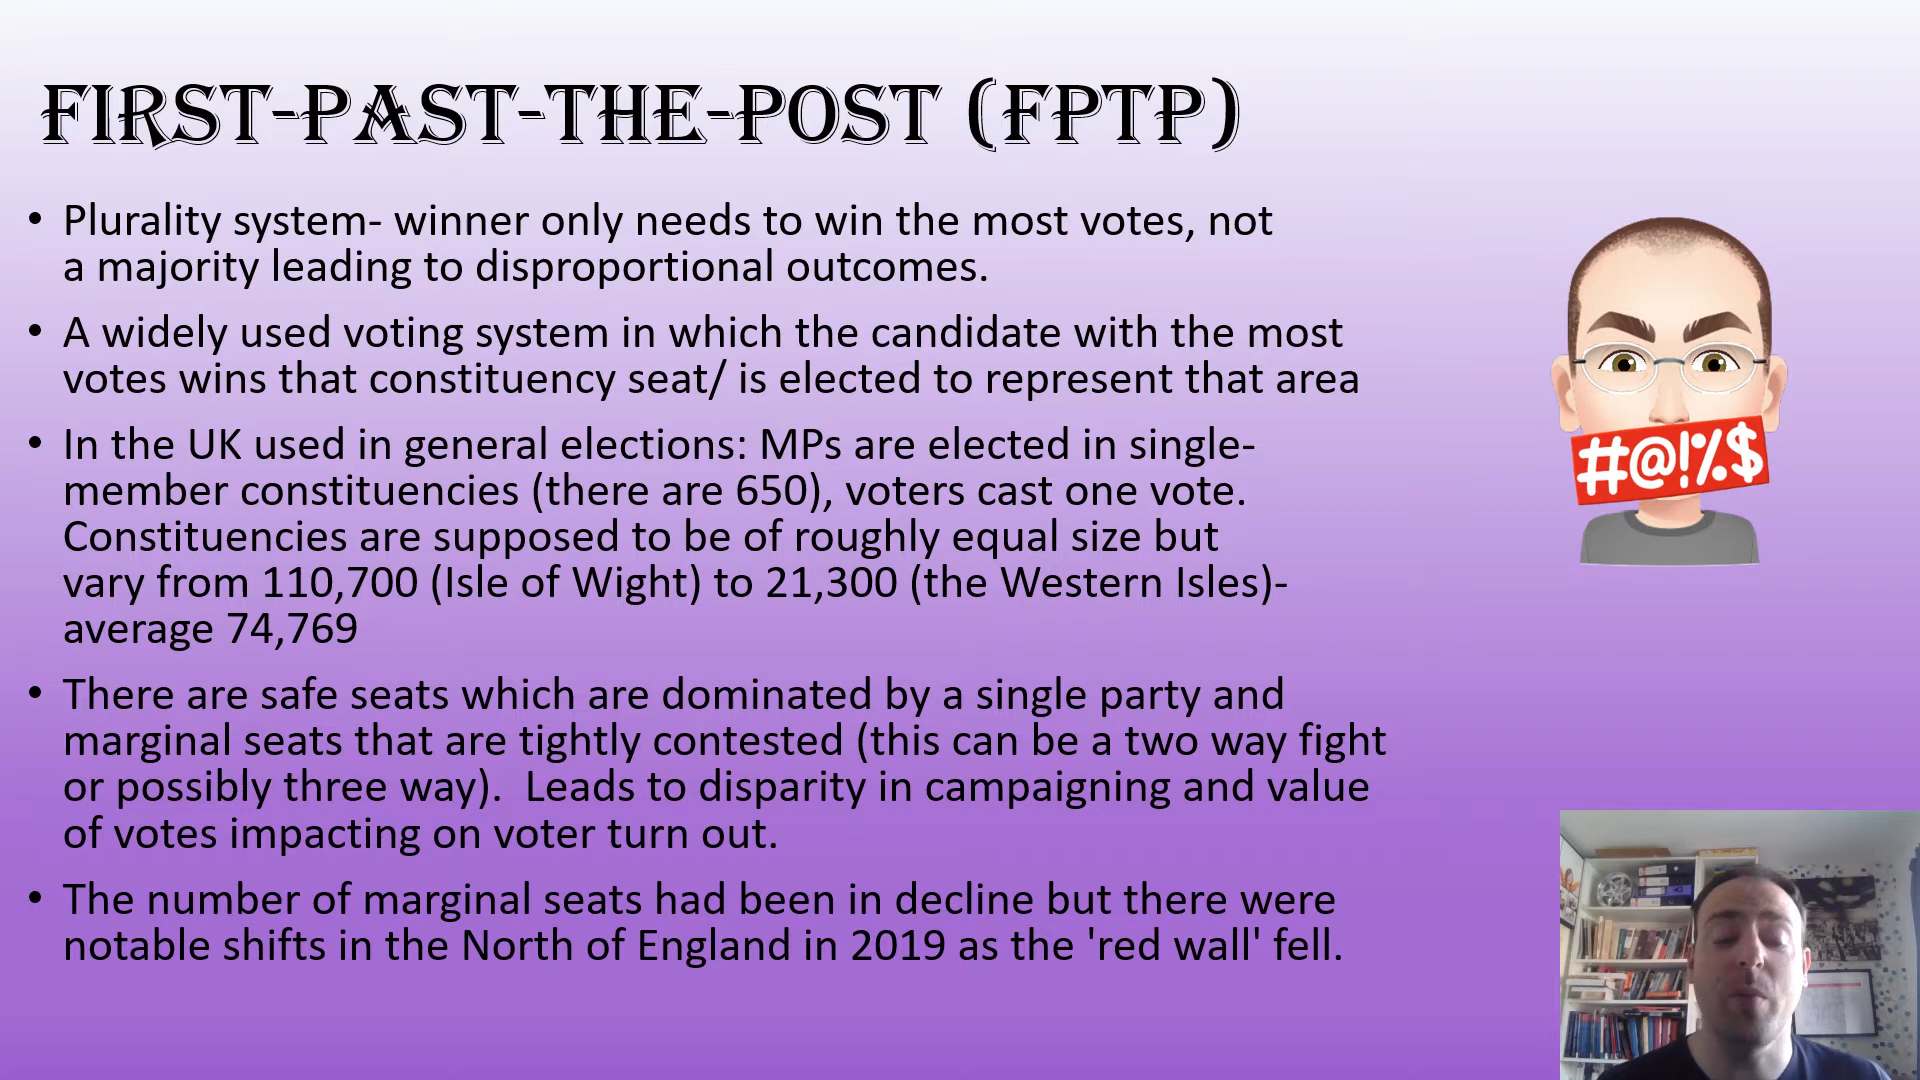 FIRST-PAST-THE-POST (FPTP)
• Plurality system- winner only needs to win the most votes, not
a majority leading to disproportional outcomes.
• A widely used voting system in which the candidate with the most
votes wins that constituency seat/ is elected to represent that area
• In the UK used in general elections: MPs are elected in single-
member constituencies (there are 650), voters cast one vote.
Constituencies are supposed to be of roughly equal size but
vary from 110,700 (Isle of Wight) to 21,300 (the Western Isles)-
average 74,769
• There are safe seats which are dominated by a single party and
marginal seats that are tightly contested (this can be a two way fight
or possibly three way).  Leads to disparity in campaigning and value
of votes impacting on voter turn out.
• The number of marginal seats had been in decline but there were
notable shifts in the North of England in 2019 as the 'red wall' fell.
#@!%$